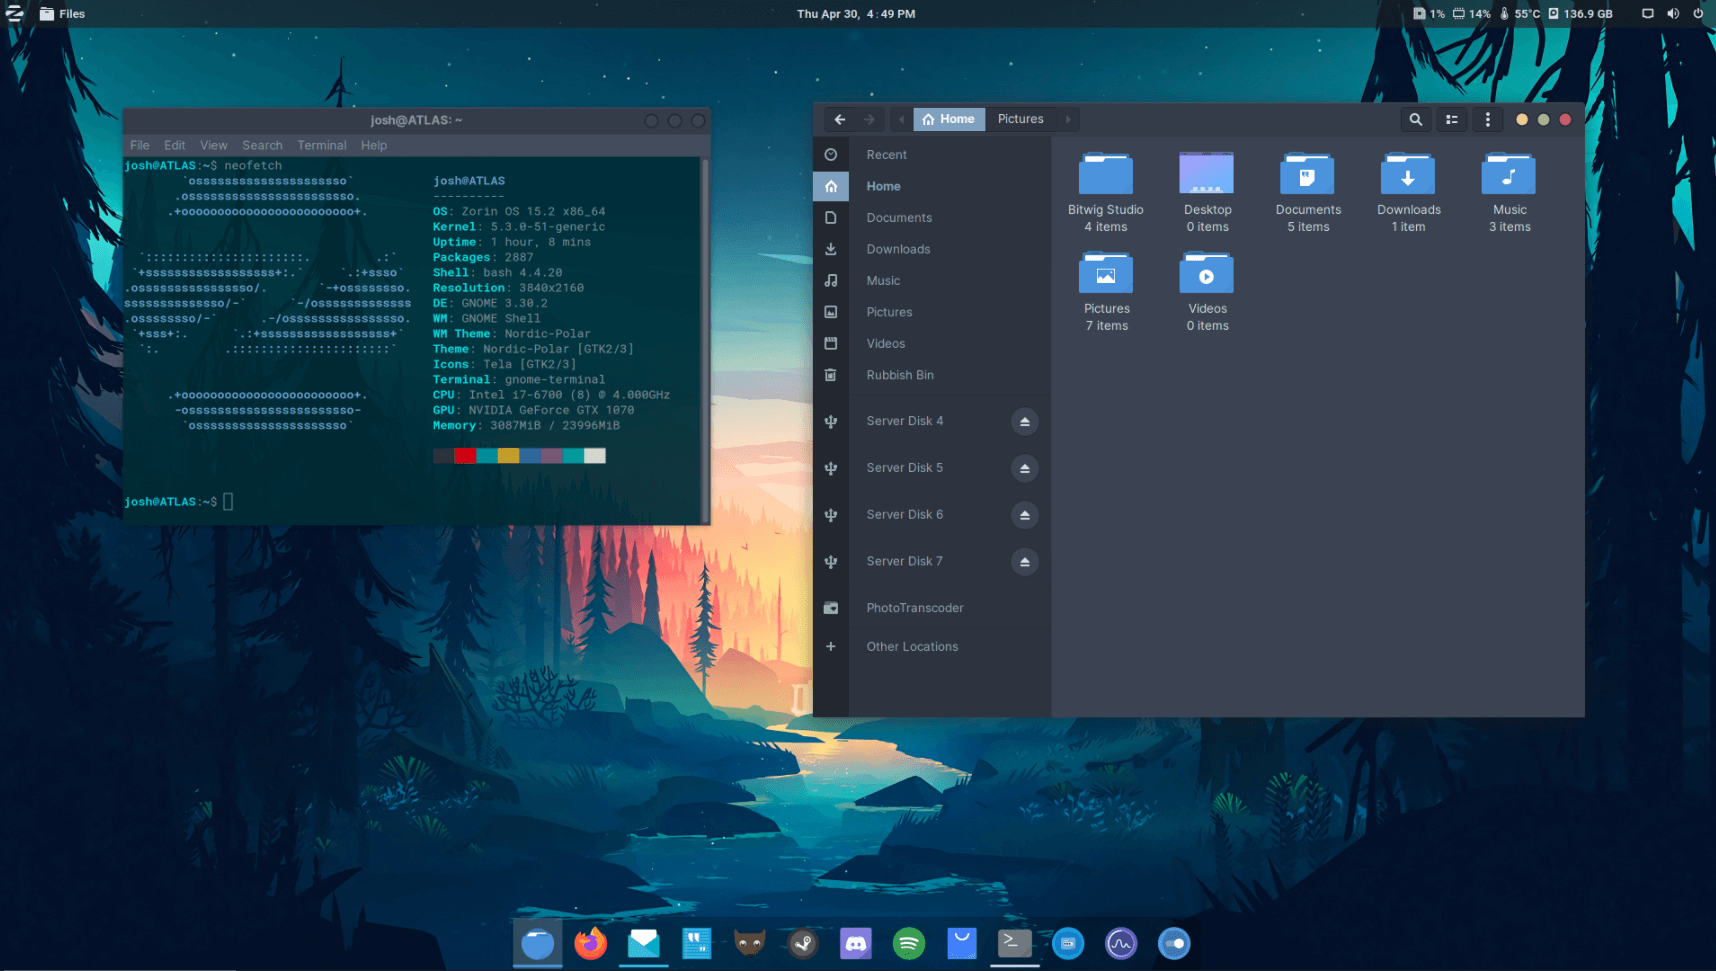 Files
Thu Apr 30, 4:49 PM
1% 14% 55°C 136.9 GB
josh@ATLAS: ~
File Edit View Search Terminal Help
josh@ATLAS:~$ neofetch
`osssssssssssssssssssso`
.osssssssssssssssssssssso.
.+oooooooooooooooooooooooo+.
`::::::::::::::::::::::. .:`
`+ssssssssssssssssss+:.` `.:+ssso`
.ossssssssssssssso/. `-+ossssssso.
ssssssssssssso/-` `-/osssssssssssss
.ossssssso/-` .-/ossssssssssssssso.
`+sss+:. `.:+ssssssssssssssssss+`
`:. .::::::::::::::::::::::`
.+oooooooooooooooooooooooo+.
-osssssssssssssssssssssso-
`osssssssssssssssssssso`
josh@ATLAS
----------
OS: Zorin OS 15.2 x86_64
Kernel: 5.3.0-51-generic
Uptime: 1 hour, 8 mins
Packages: 2887
Shell: bash 4.4.20
Resolution: 3840x2160
DE: GNOME 3.30.2
WM: GNOME Shell
WM Theme: Nordic-Polar
Theme: Nordic-Polar [GTK2/3]
Icons: Tela [GTK2/3]
Terminal: gnome-terminal
CPU: Intel i7-6700 (8) @ 4.000GHz
GPU: NVIDIA GeForce GTX 1070
Memory: 3087MiB / 23996MiB
josh@ATLAS:~$
Home Pictures
Recent
Home
Documents
Downloads
Music
Pictures
Videos
Rubbish Bin
Server Disk 4
Server Disk 5
Server Disk 6
Server Disk 7
PhotoTranscoder
Other Locations
Bitwig Studio
4 items
Desktop
0 items
Documents
5 items
Downloads
1 item
Music
3 items
Pictures
7 items
Videos
0 items